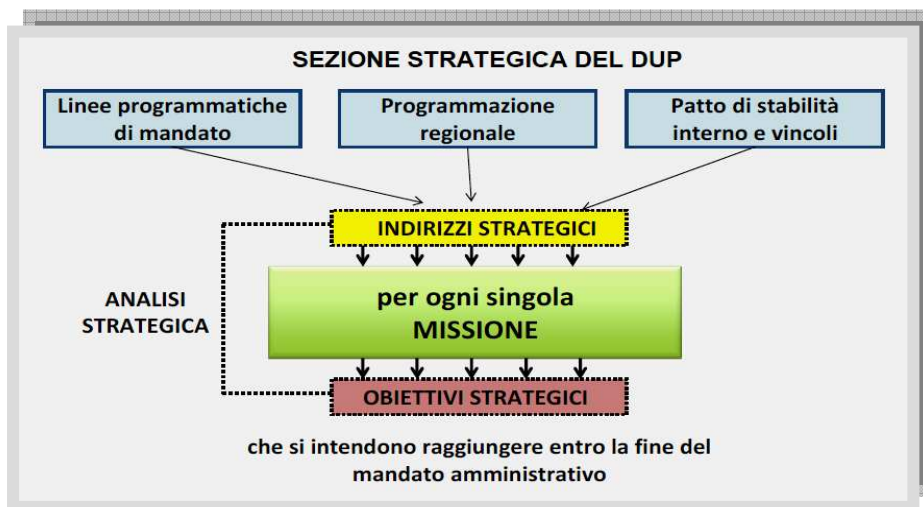 SEZIONE STRATEGICA DEL DUP
Linee programmatiche
di mandato
Programmazione
regionale
Patto di stabilità
interno e vincoli
INDIRIZZI STRATEGICI
ANALISI
STRATEGICA
per ogni singola
MISSIONE
OBIETTIVI STRATEGICI
che si intendono raggiungere entro la fine del
mandato amministrativo